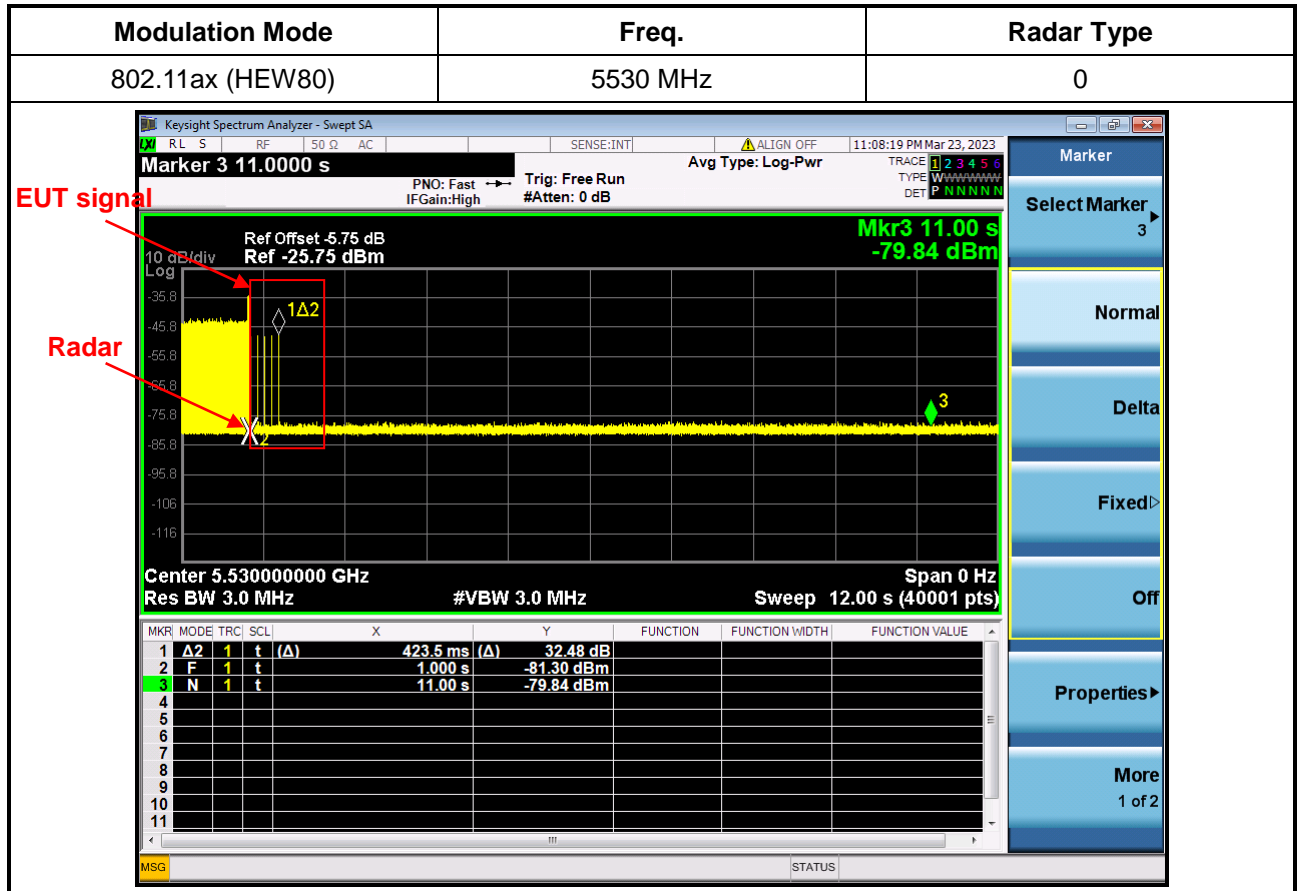 Modulation Mode Freq. Radar Type
802.11ax (HEW80) 5530 MHz 0
Keysight Spectrum Analyzer - Swept SA
LXI RL S RF 50 Ω AC SENSE:INT ALIGN OFF 11:08:19 PM Mar 23, 2023
Marker 3 11.0000 s Avg Type: Log-Pwr TRACE 1 2 3 4 5 6
PNO: Fast Trig: Free Run TYPE WWWWWW
IFGain:High #Atten: 0 dB DET P N N N N N
EUT signal
Radar
Mkr3 11.00 s
-79.84 dBm
Ref Offset -5.75 dB
10 dB/div Ref -25.75 dBm
Log
-35.8
-45.8
-55.8
-65.8
-75.8
-85.8
-95.8
-106
-116
1Δ2
2
3
Center 5.530000000 GHz Span 0 Hz
Res BW 3.0 MHz #VBW 3.0 MHz Sweep 12.00 s (40001 pts)
MKR MODE TRC SCL X Y FUNCTION FUNCTION WIDTH FUNCTION VALUE
1 Δ2 1 t (Δ) 423.5 ms (Δ) 32.48 dB
2 F 1 t 1.000 s -81.30 dBm
3 N 1 t 11.00 s -79.84 dBm
4
5
6
7
8
9
10
11
MSG STATUS
Marker
Select Marker
3
Normal
Delta
Fixed
Off
Properties
More
1 of 2